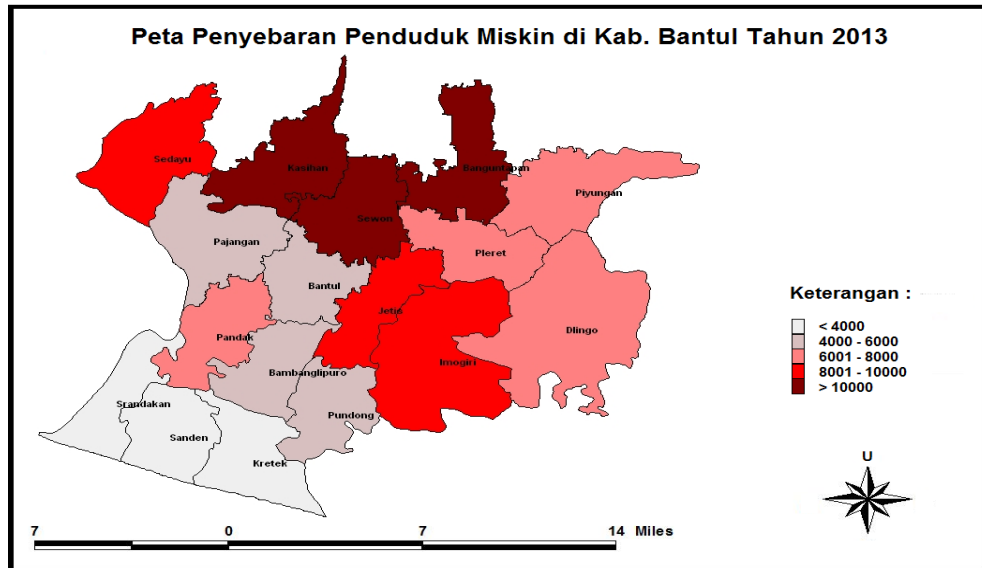 Peta Penyebaran Penduduk Miskin di Kab. Bantul Tahun 2013
Sedayu
Kasihan
Banguntapan
Piyungan
Sewon
Pajangan
Pleret
Bantul
Jetis
Dlingo
Pandak
Imogiri
Bambanglipuro
Srandakan
Pundong
Sanden
Kretek
Keterangan :
< 4000
4000 - 6000
6001 - 8000
8001 - 10000
> 10000
U
7 0 7 14 Miles